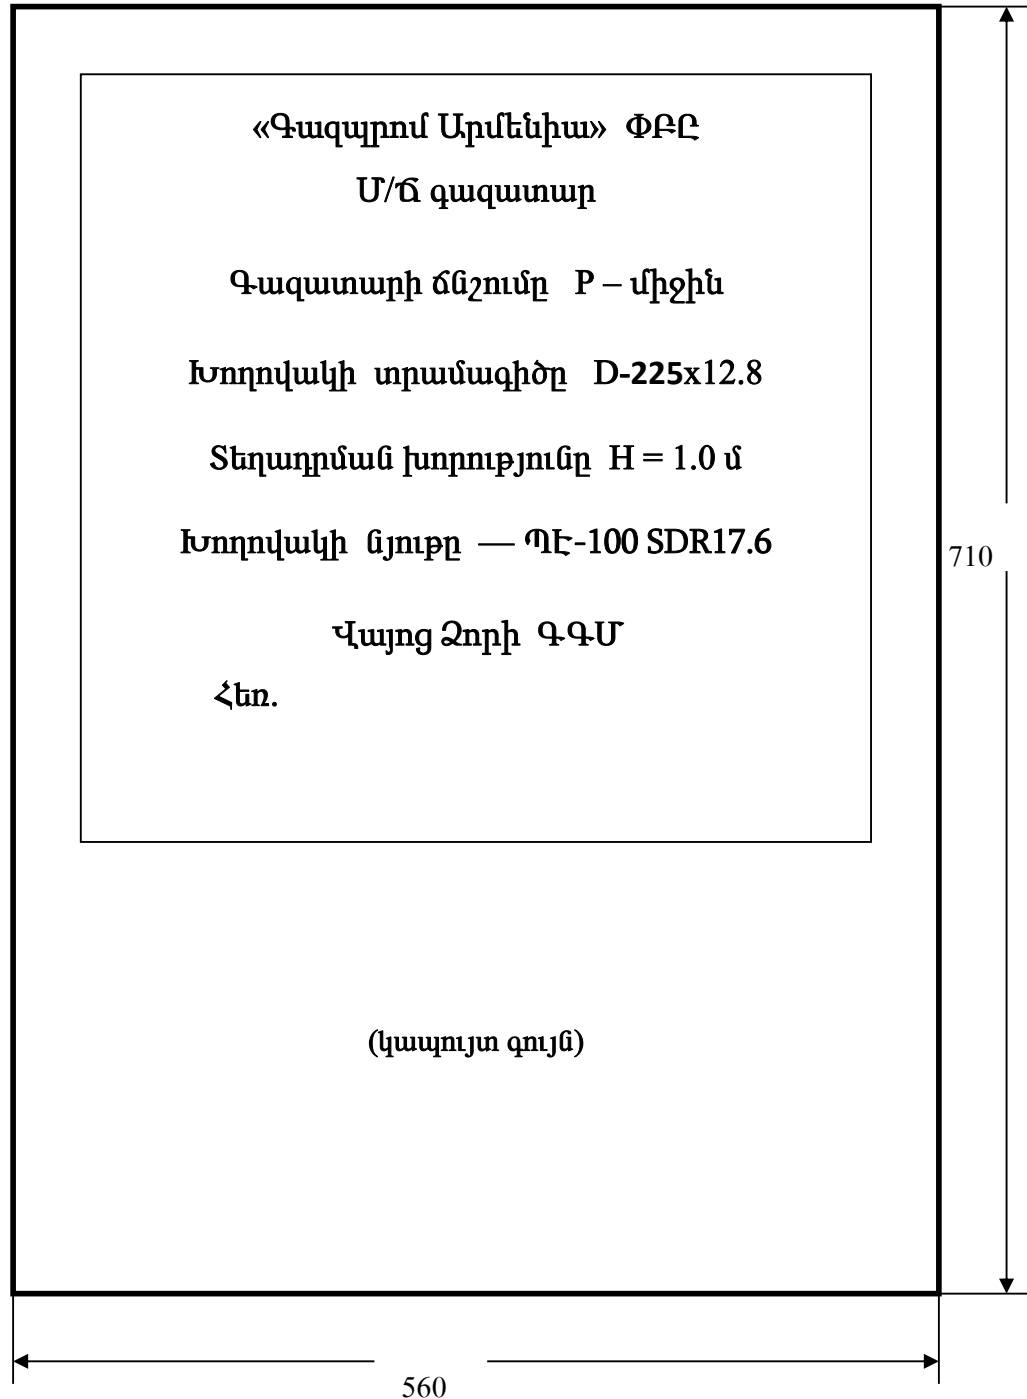 «Գազպրոմ Արմենիա» ՓԲԸ
Մ/Ճ գազատար
Գազատարի ճնշումը P – միջին
Խողովակի տրամագիծը D-225x12.8
Տեղադրման խորությունը H = 1.0 մ
Խողովակի նյութը — ՊԷ-100 SDR17.6
710
Վայոց Ձորի ԳԳՄ
Հեռ.
(կապույտ գույն)
560